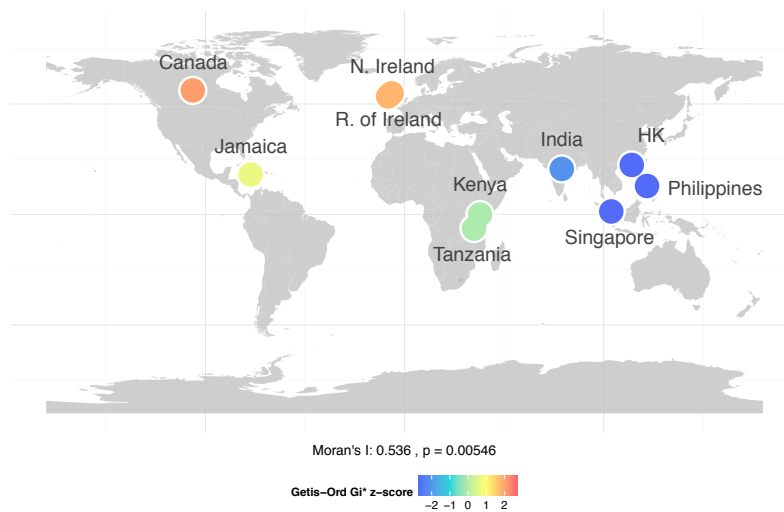 Canada
N. Ireland
R. of Ireland
Jamaica
India
HK
Kenya
Philippines
Singapore
Tanzania
Moran's I: 0.536 , p = 0.00546
Getis−Ord Gi* z−score
−2 −1 0 1 2